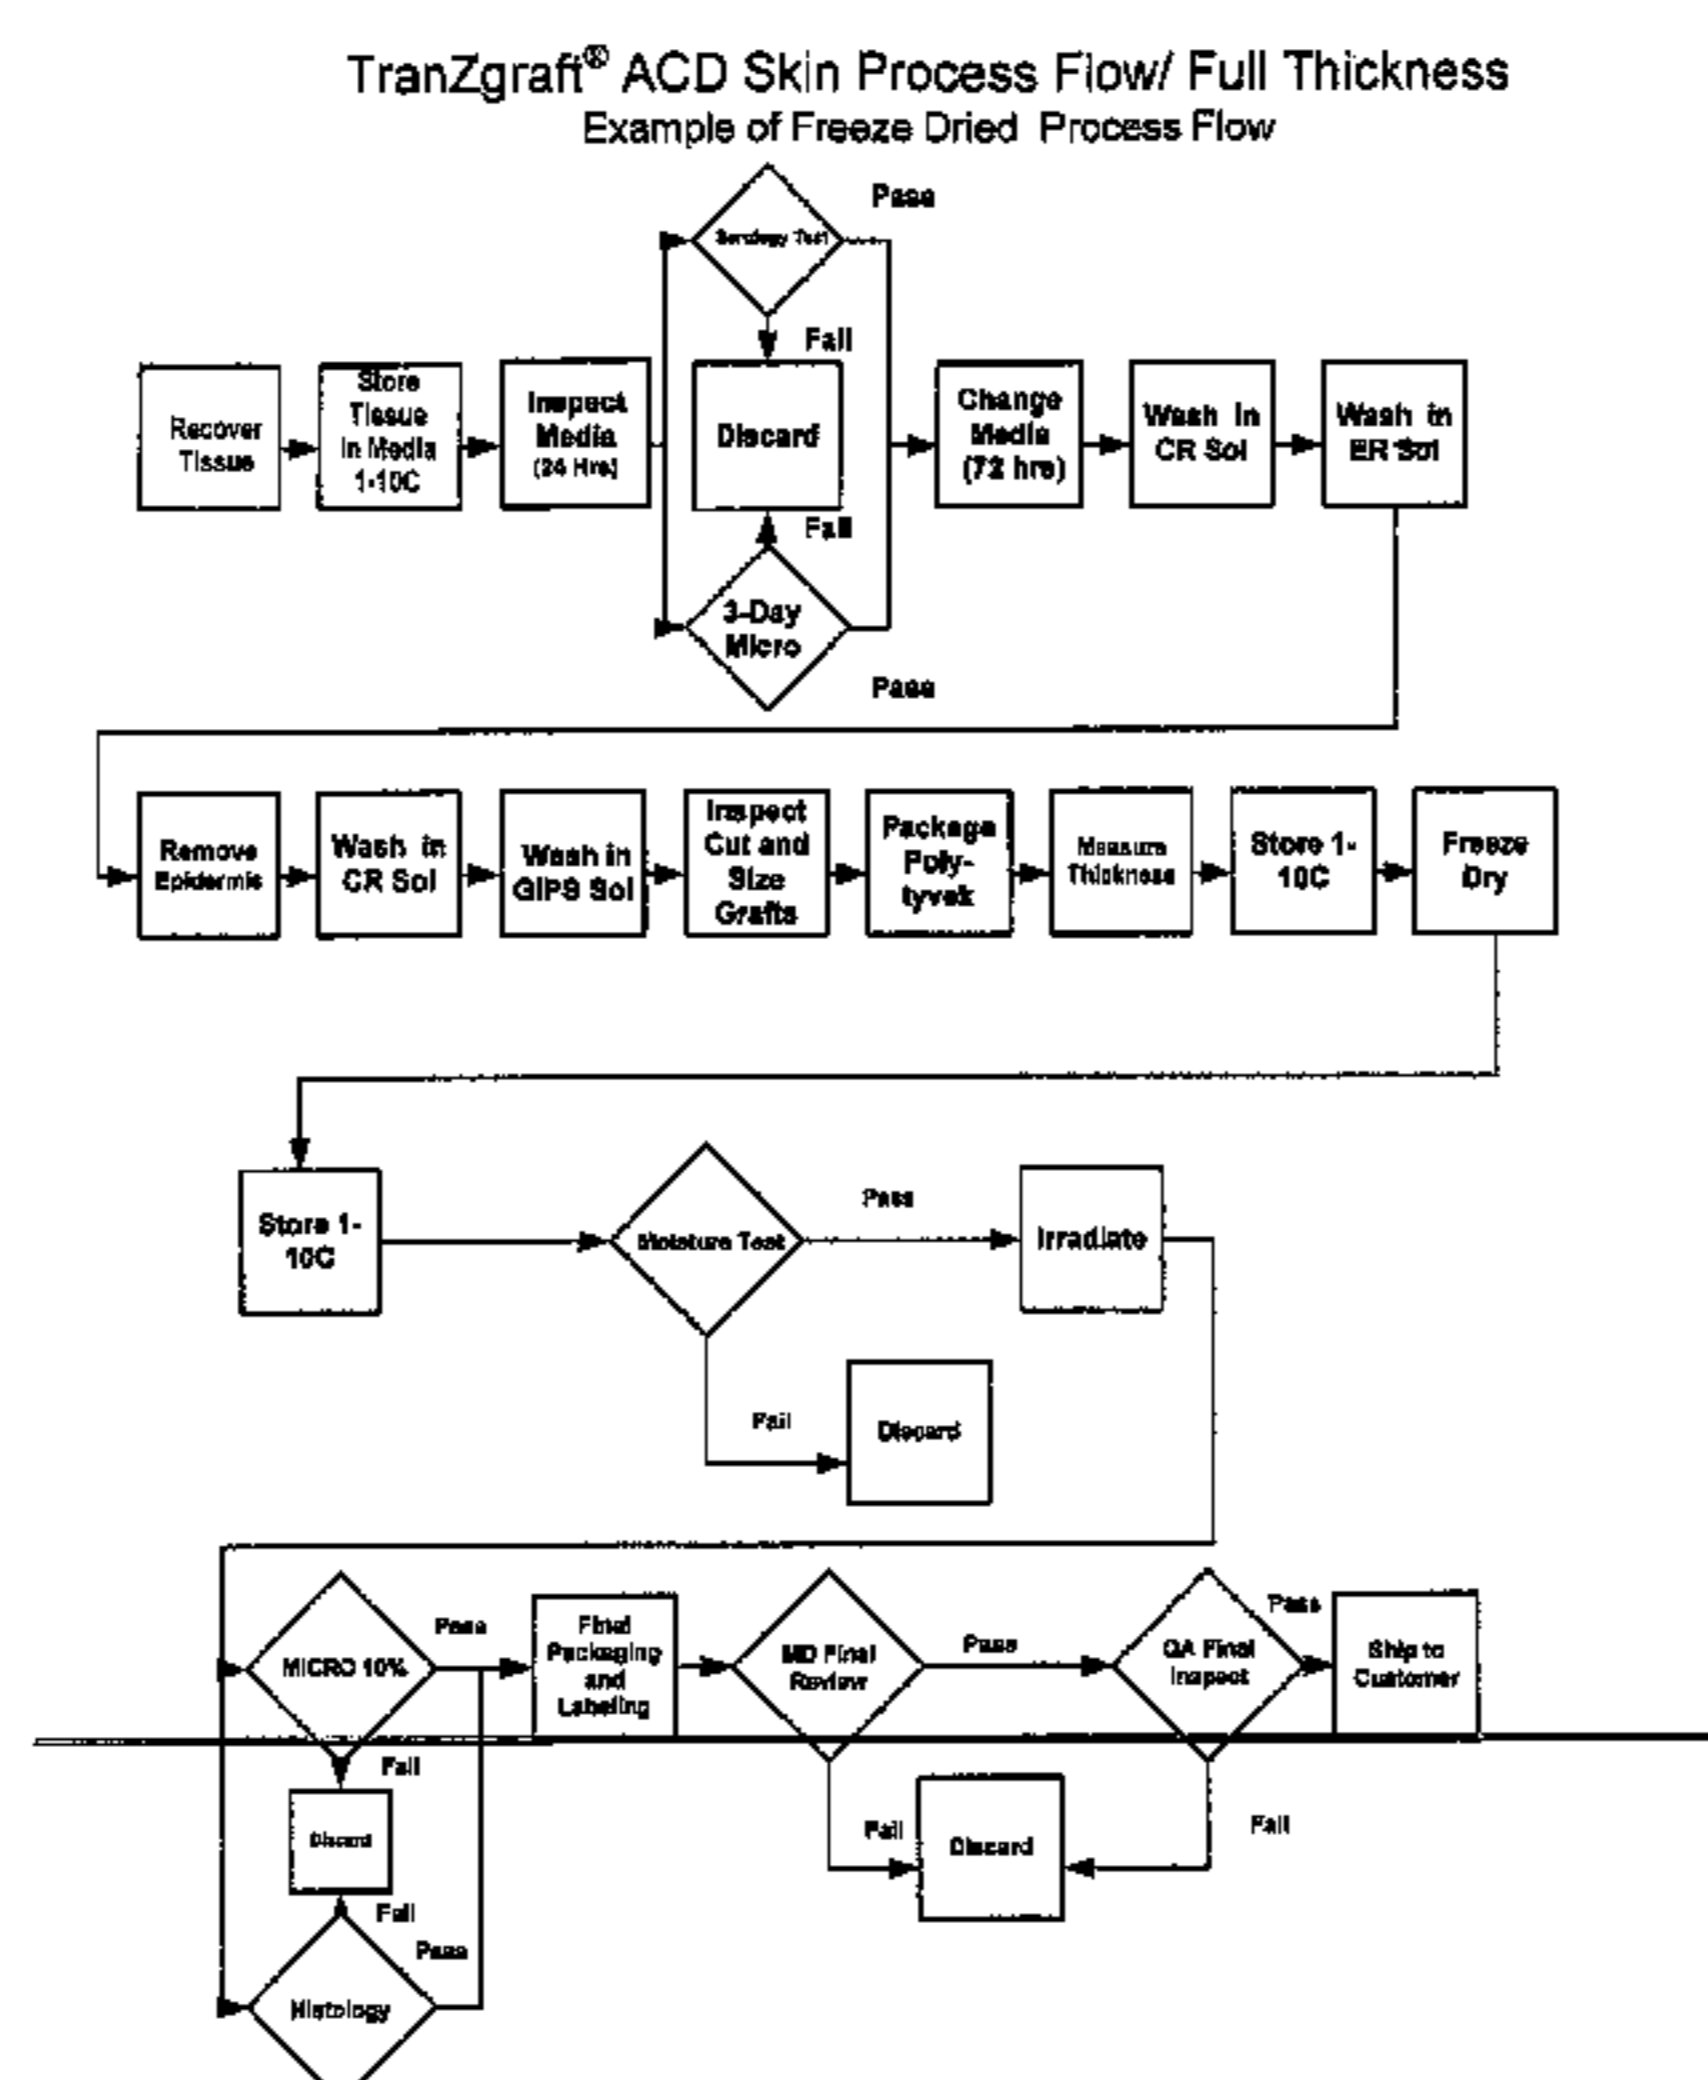 TranZgraft® ACD Skin Process Flow/ Full Thickness
Example of Freeze Dried Process Flow
Pass
Serology Test
Fail
Recover
Tissue
Store
Tissue
In Media
1-10C
Inspect
Media
(24 Hrs)
Discard
Change
Media
(72 hrs)
Wash in
CR Sol
Wash in
ER Sol
Fail
3-Day
Micro
Pass
Remove
Epidermis
Wash in
CR Sol
Wash in
GIPS Sol
Inspect
Cut and
Size
Grafts
Package
Poly-
tyvek
Measure
Thickness
Store 1-
10C
Freeze
Dry
Store 1-
10C
Moisture Test
Pass
Irradiate
Fail
Discard
MICRO 10%
Pass
Final
Packaging
and
Labeling
MD Final
Review
Pass
QA Final
Inspect
Pass
Ship to
Customer
Fail
Discard
Fail
Pass
Histology
Fail
Discard
Fail